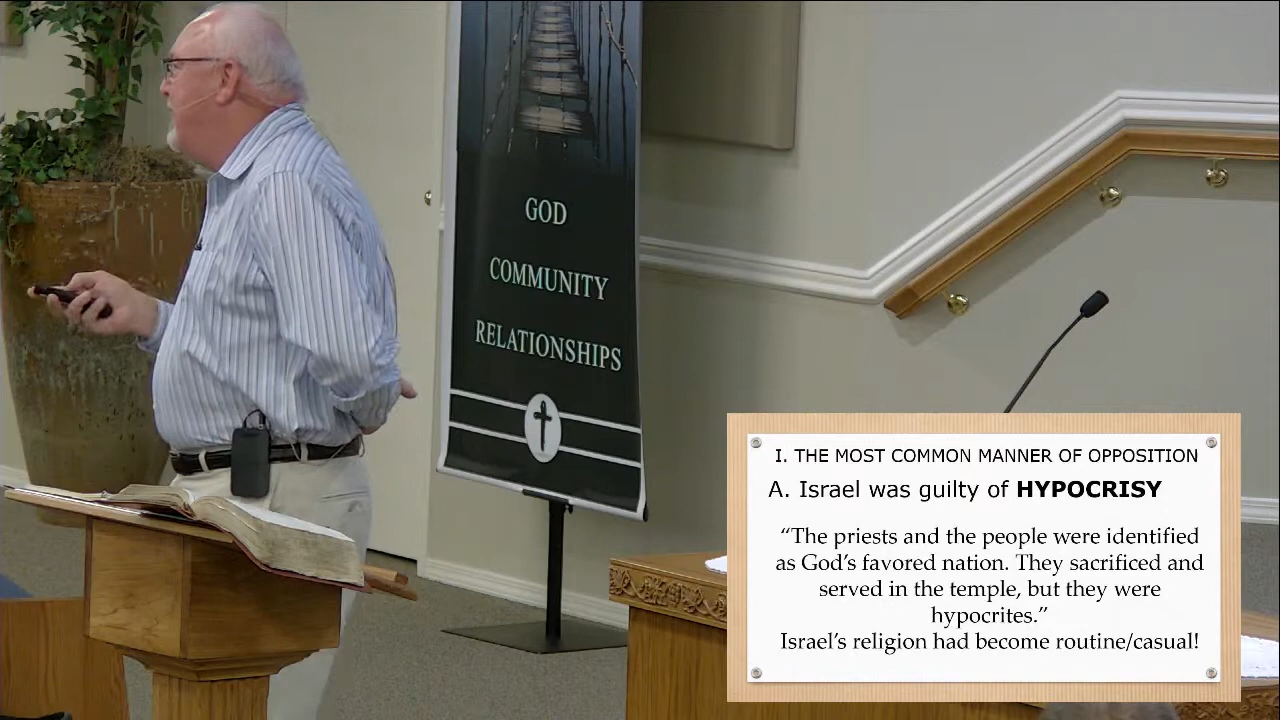 GOD
COMMUNITY
RELATIONSHIPS
I. THE MOST COMMON MANNER OF OPPOSITION
A. Israel was guilty of HYPOCRISY
“The priests and the people were identified
as God’s favored nation. They sacrificed and
served in the temple, but they were
hypocrites.”
Israel’s religion had become routine/casual!